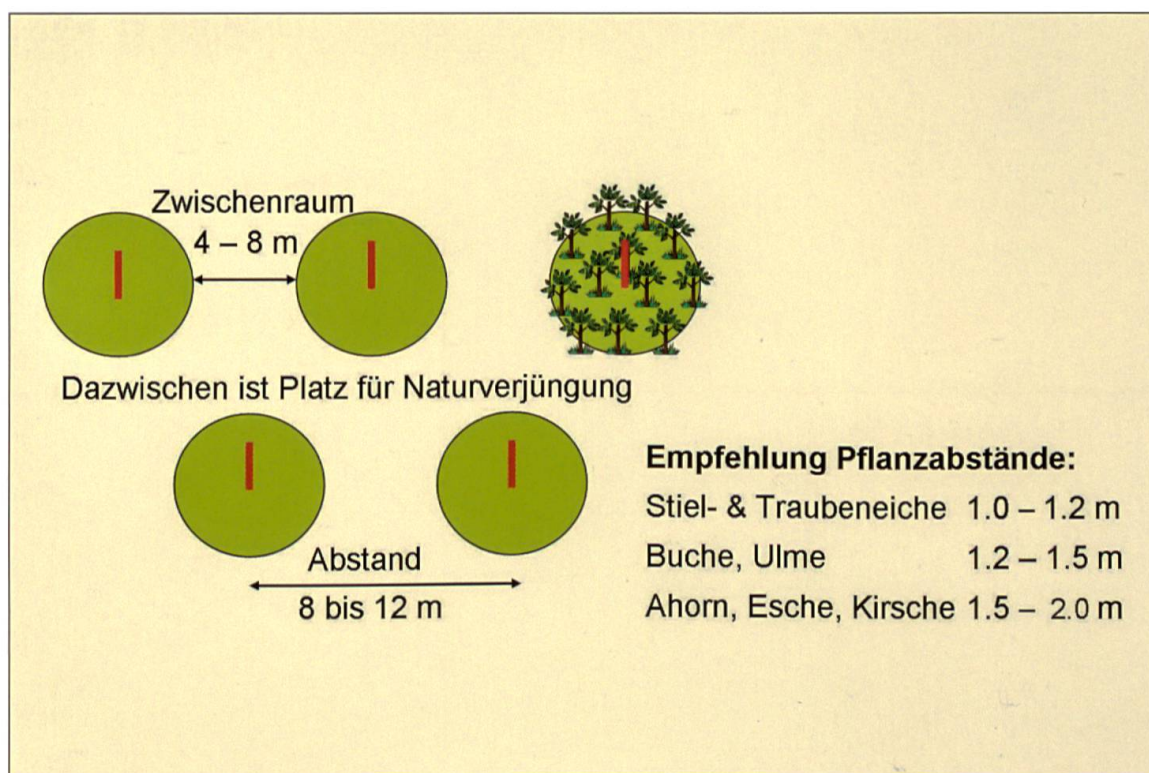 Zwischenraum
4 – 8 m
Dazwischen ist Platz für Naturverjüngung
Abstand
8 bis 12 m
Empfehlung Pflanzabstände:
Stiel- & Traubeneiche 1.0 – 1.2 m
Buche, Ulme 1.2 – 1.5 m
Ahorn, Esche, Kirsche 1.5 – 2.0 m